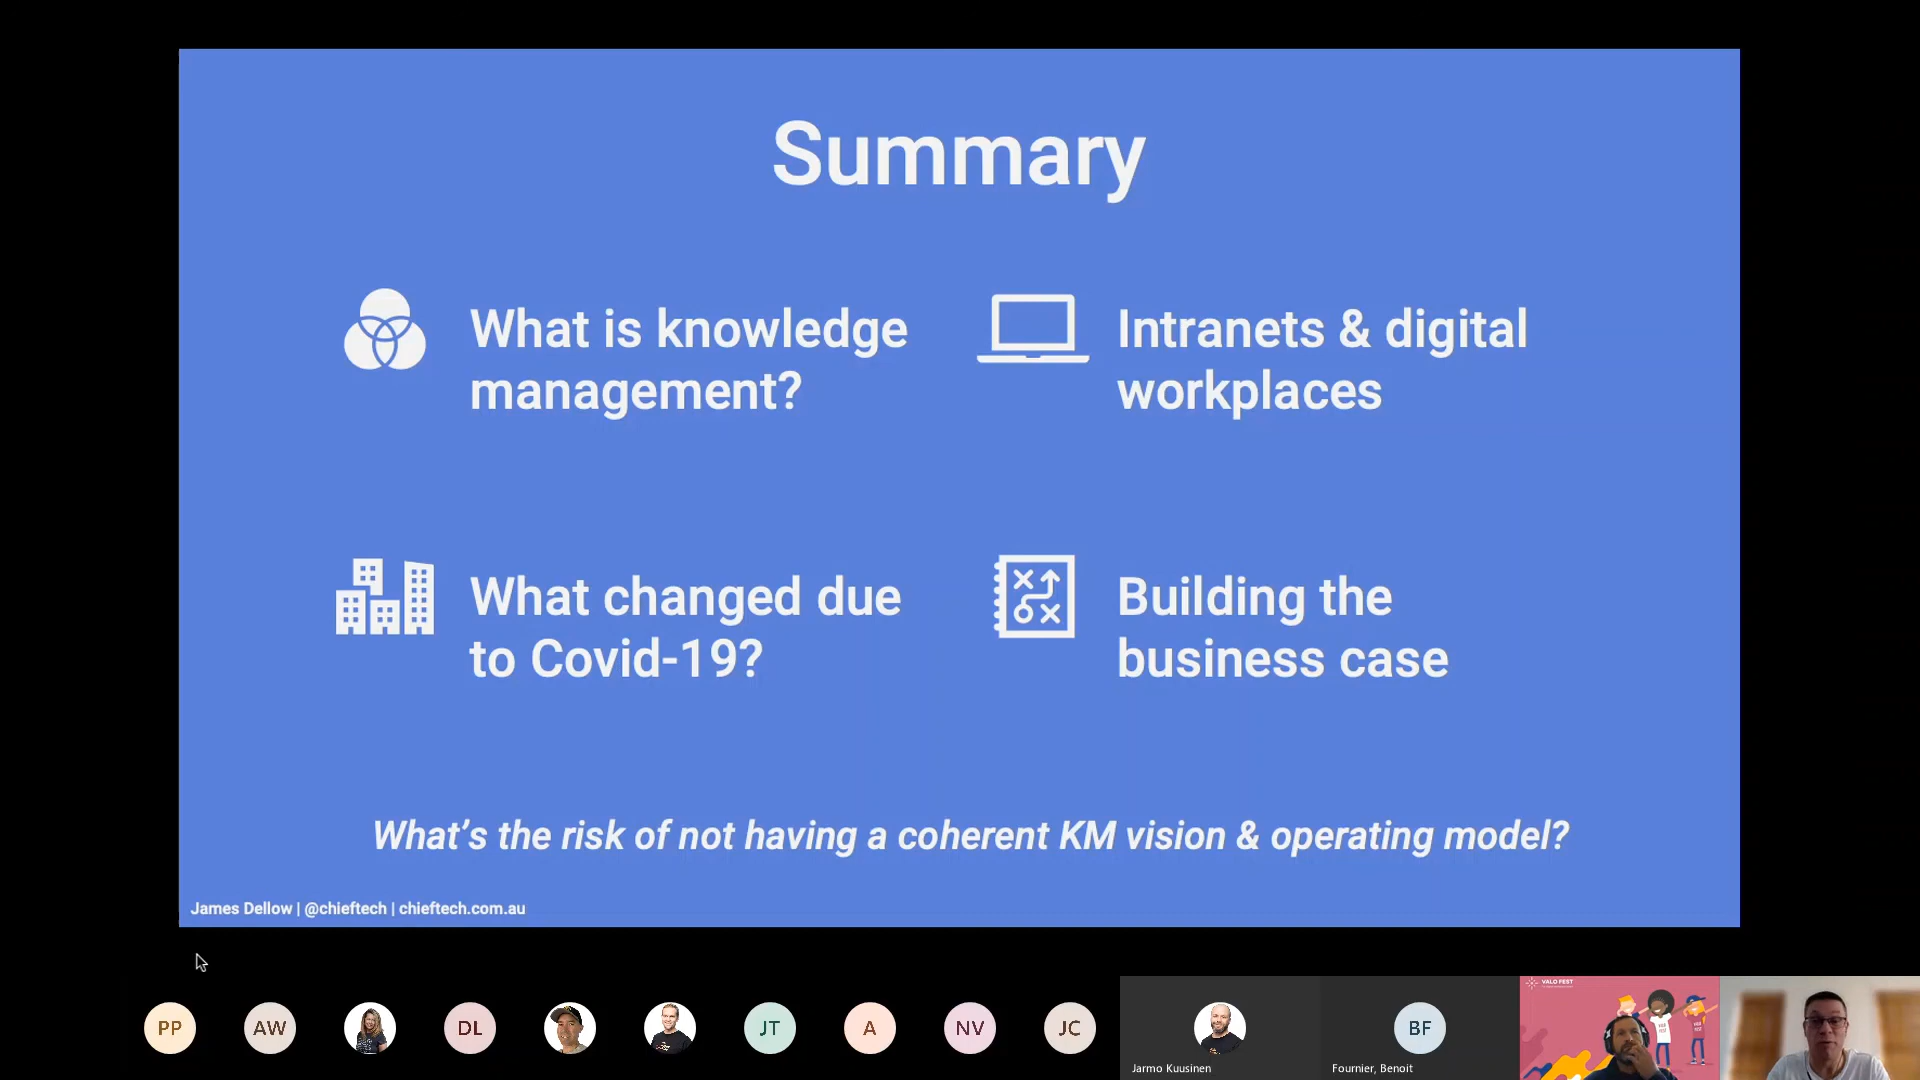 Summary
What is knowledge
management?
Intranets & digital
workplaces
What changed due
to Covid-19?
Building the
business case
What's the risk of not having a coherent KM vision & operating model?
James Dellow | @chieftech | chieftech.com.au
PP
AW
DL
JT
A
NV
JC
Jarmo Kuusinen
BF
Fournier, Benoit
VALO FEST